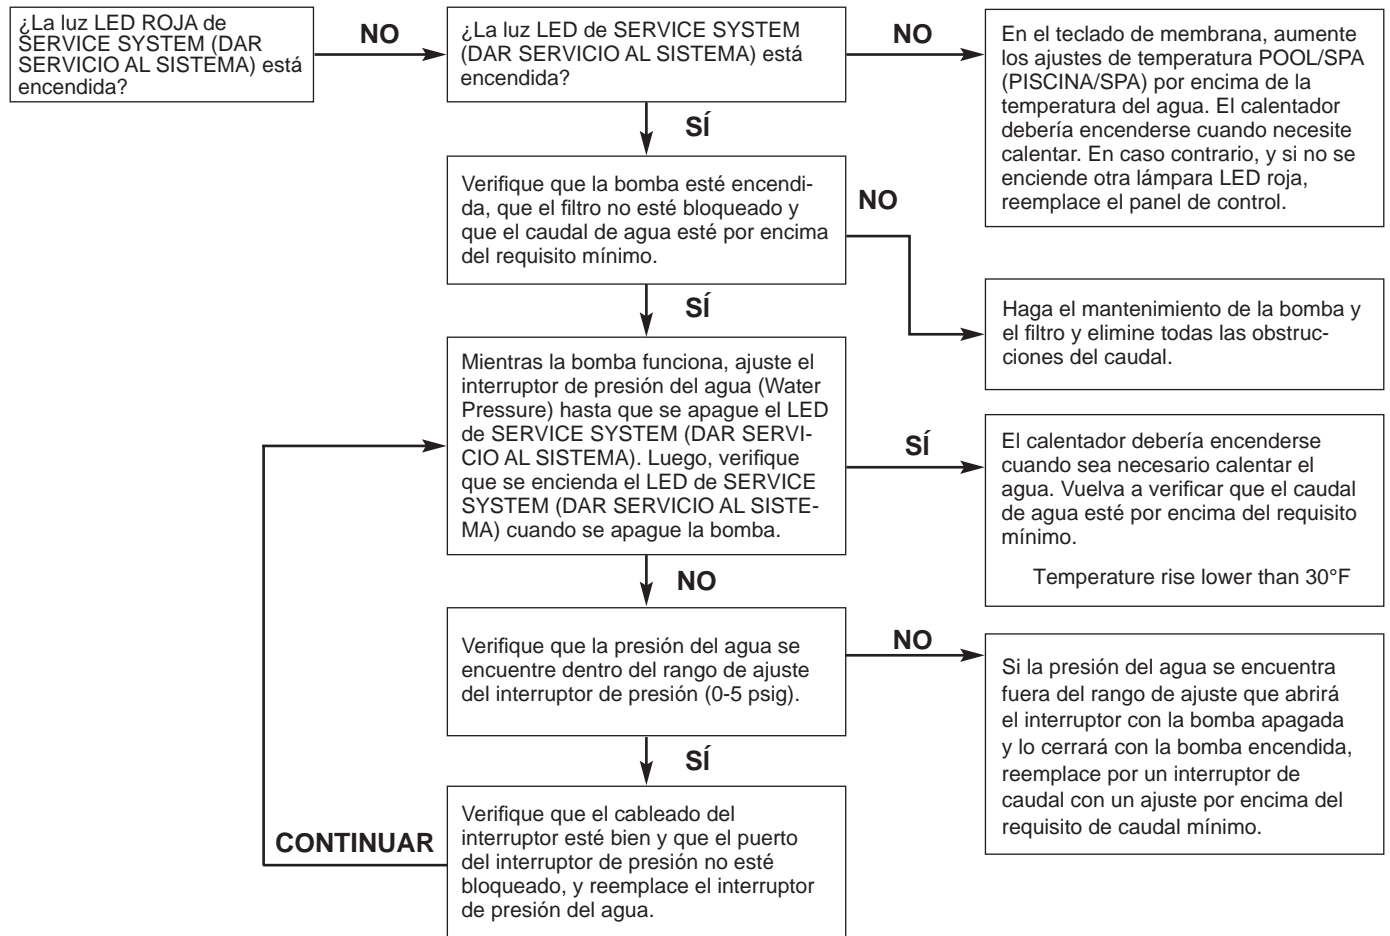 ¿La luz LED ROJA de
SERVICE SYSTEM (DAR
SERVICIO AL SISTEMA) está
encendida?
NO
¿La luz LED de SERVICE SYSTEM
(DAR SERVICIO AL SISTEMA) está
encendida?
NO
En el teclado de membrana, aumente
los ajustes de temperatura POOL/SPA
(PISCINA/SPA) por encima de la
temperatura del agua. El calentador
debería encenderse cuando necesite
calentar. En caso contrario, y si no se
enciende otra lámpara LED roja,
reemplace el panel de control.
SÍ
Verifique que la bomba esté encendi-
da, que el filtro no esté bloqueado y
que el caudal de agua esté por encima
del requisito mínimo.
NO
Haga el mantenimiento de la bomba y
el filtro y elimine todas las obstruc-
ciones del caudal.
SÍ
Mientras la bomba funciona, ajuste el
interruptor de presión del agua (Water
Pressure) hasta que se apague el LED
de SERVICE SYSTEM (DAR SERVI-
CIO AL SISTEMA). Luego, verifique
que se encienda el LED de SERVICE
SYSTEM (DAR SERVICIO AL SISTE-
MA) cuando se apague la bomba.
SÍ
El calentador debería encenderse
cuando sea necesario calentar el
agua. Vuelva a verificar que el caudal
de agua esté por encima del requisito
mínimo.
Temperature rise lower than 30°F
NO
Verifique que la presión del agua se
encuentre dentro del rango de ajuste
del interruptor de presión (0-5 psig).
NO
Si la presión del agua se encuentra
fuera del rango de ajuste que abrirá
el interruptor con la bomba apagada
y lo cerrará con la bomba encendida,
reemplace por un interruptor de
caudal con un ajuste por encima del
requisito de caudal mínimo.
SÍ
Verifique que el cableado del
interruptor esté bien y que el puerto
del interruptor de presión no esté
bloqueado, y reemplace el interruptor
de presión del agua.
CONTINUAR